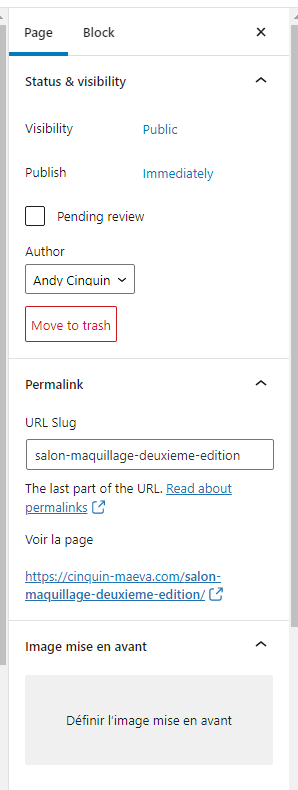 Page Block
Status & visibility
Visibility Public
Publish Immediately
Pending review
Author
Andy Cinquin
Move to trash
Permalink
URL Slug
salon-maquillage-deuxieme-edition
The last part of the URL. Read about
permalinks
Voir la page
https://cinquin-maeva.com/salon-
maquillage-deuxieme-edition/
Image mise en avant
Définir l'image mise en avant